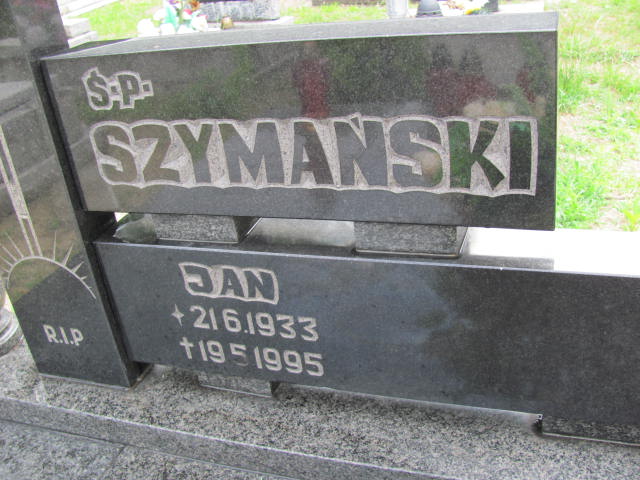 Ś.P.
SZYMAŃSKI
JAN
21.6.1933
†19.5.1995
R.I.P